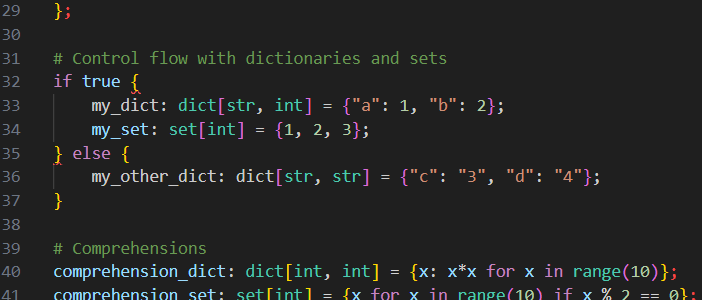 29 };
30
31 # Control flow with dictionaries and sets
32 if true {
33     my_dict: dict[str, int] = {"a": 1, "b": 2};
34     my_set: set[int] = {1, 2, 3};
35 } else {
36     my_other_dict: dict[str, str] = {"c": "3", "d": "4"};
37 }
38
39 # Comprehensions
40 comprehension_dict: dict[int, int] = {x: x*x for x in range(10)};
41 comprehension_set: set[int] = {x for x in range(10) if x % 2 == 0};